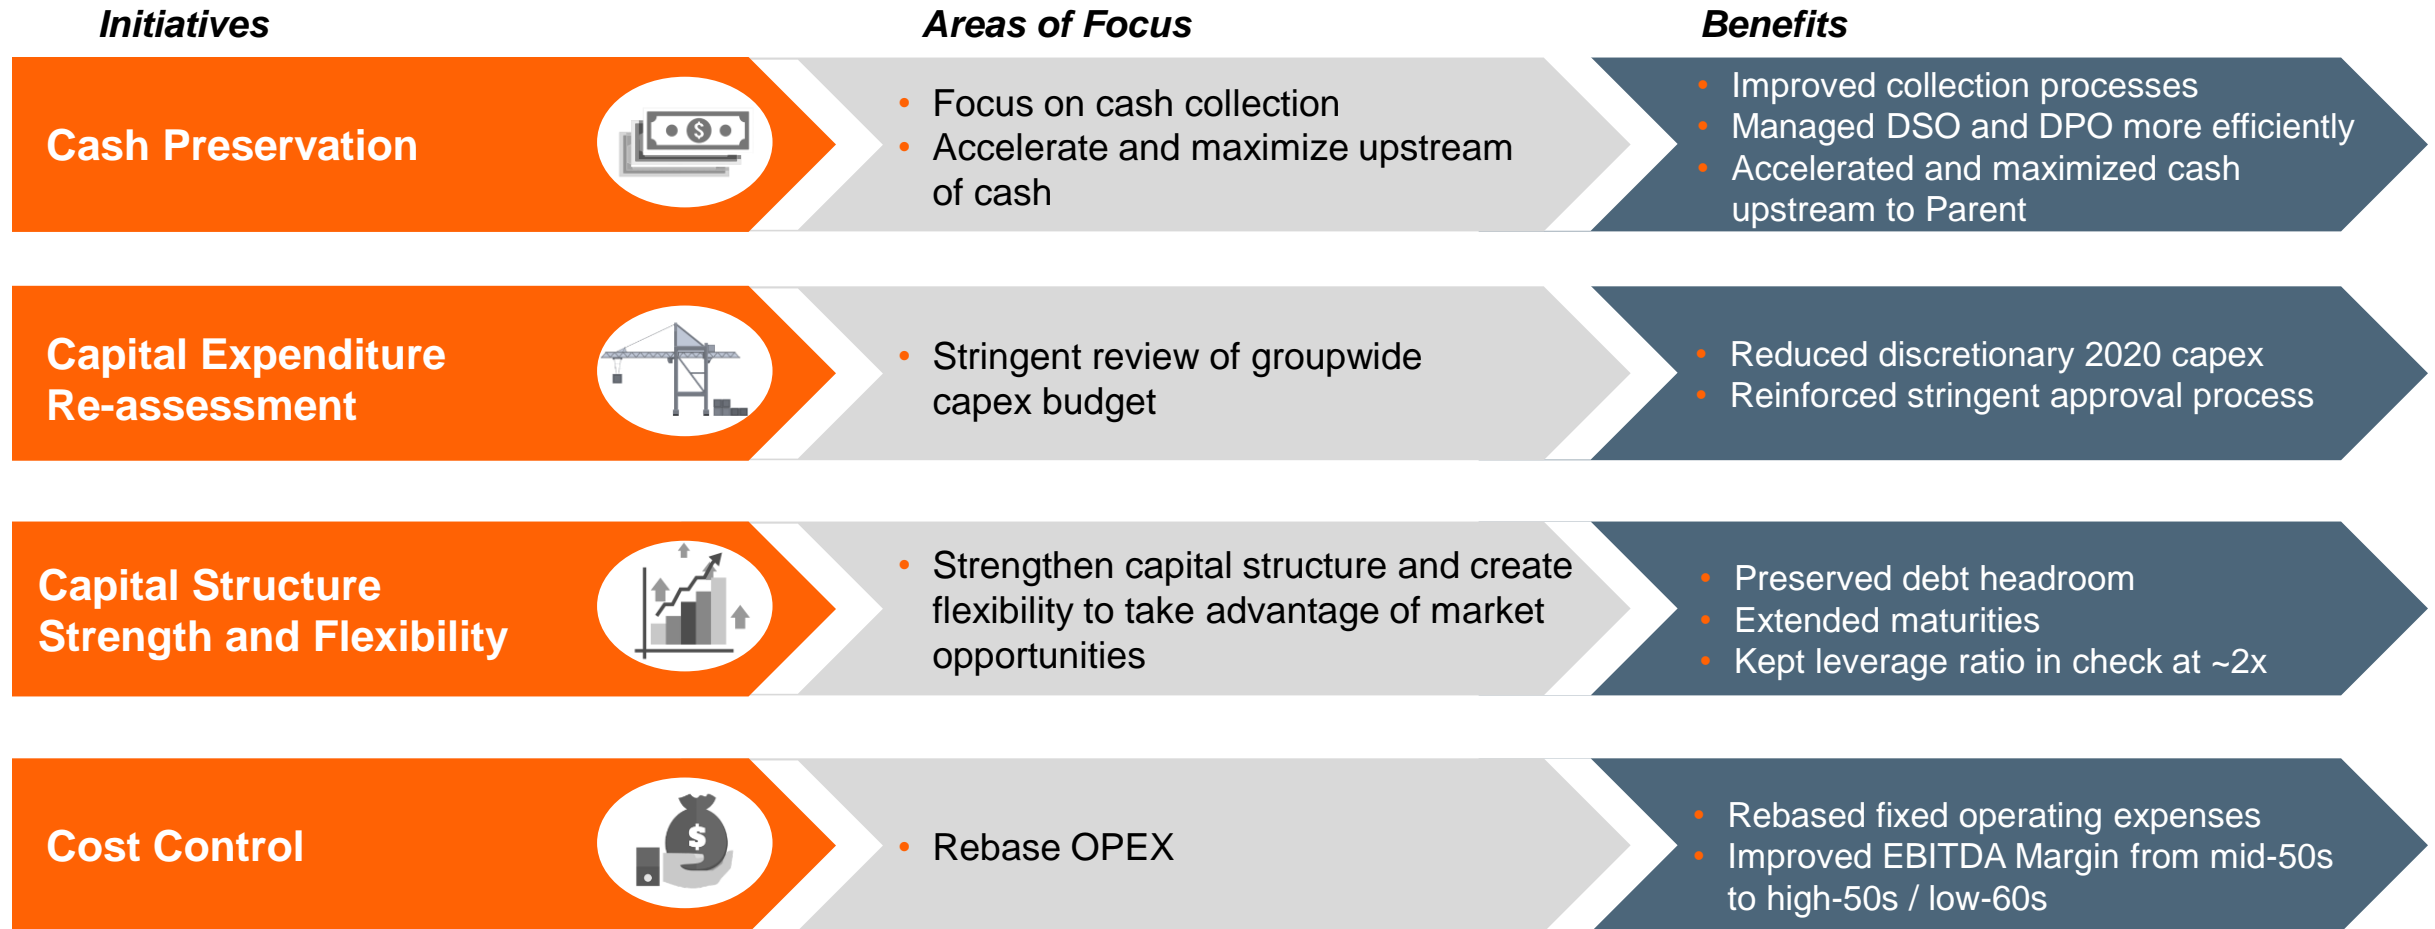 Initiatives
Areas of Focus
Benefits
Cash Preservation
$
• Focus on cash collection
• Accelerate and maximize upstream
of cash
• Improved collection processes
• Managed DSO and DPO more efficiently
• Accelerated and maximized cash
upstream to Parent
Capital Expenditure
Re-assessment
• Stringent review of groupwide
capex budget
• Reduced discretionary 2020 capex
• Reinforced stringent approval process
Capital Structure
Strength and Flexibility
• Strengthen capital structure and create
flexibility to take advantage of market
opportunities
• Preserved debt headroom
• Extended maturities
• Kept leverage ratio in check at ~2x
Cost Control
$
• Rebase OPEX
• Rebased fixed operating expenses
• Improved EBITDA Margin from mid-50s
to high-50s / low-60s